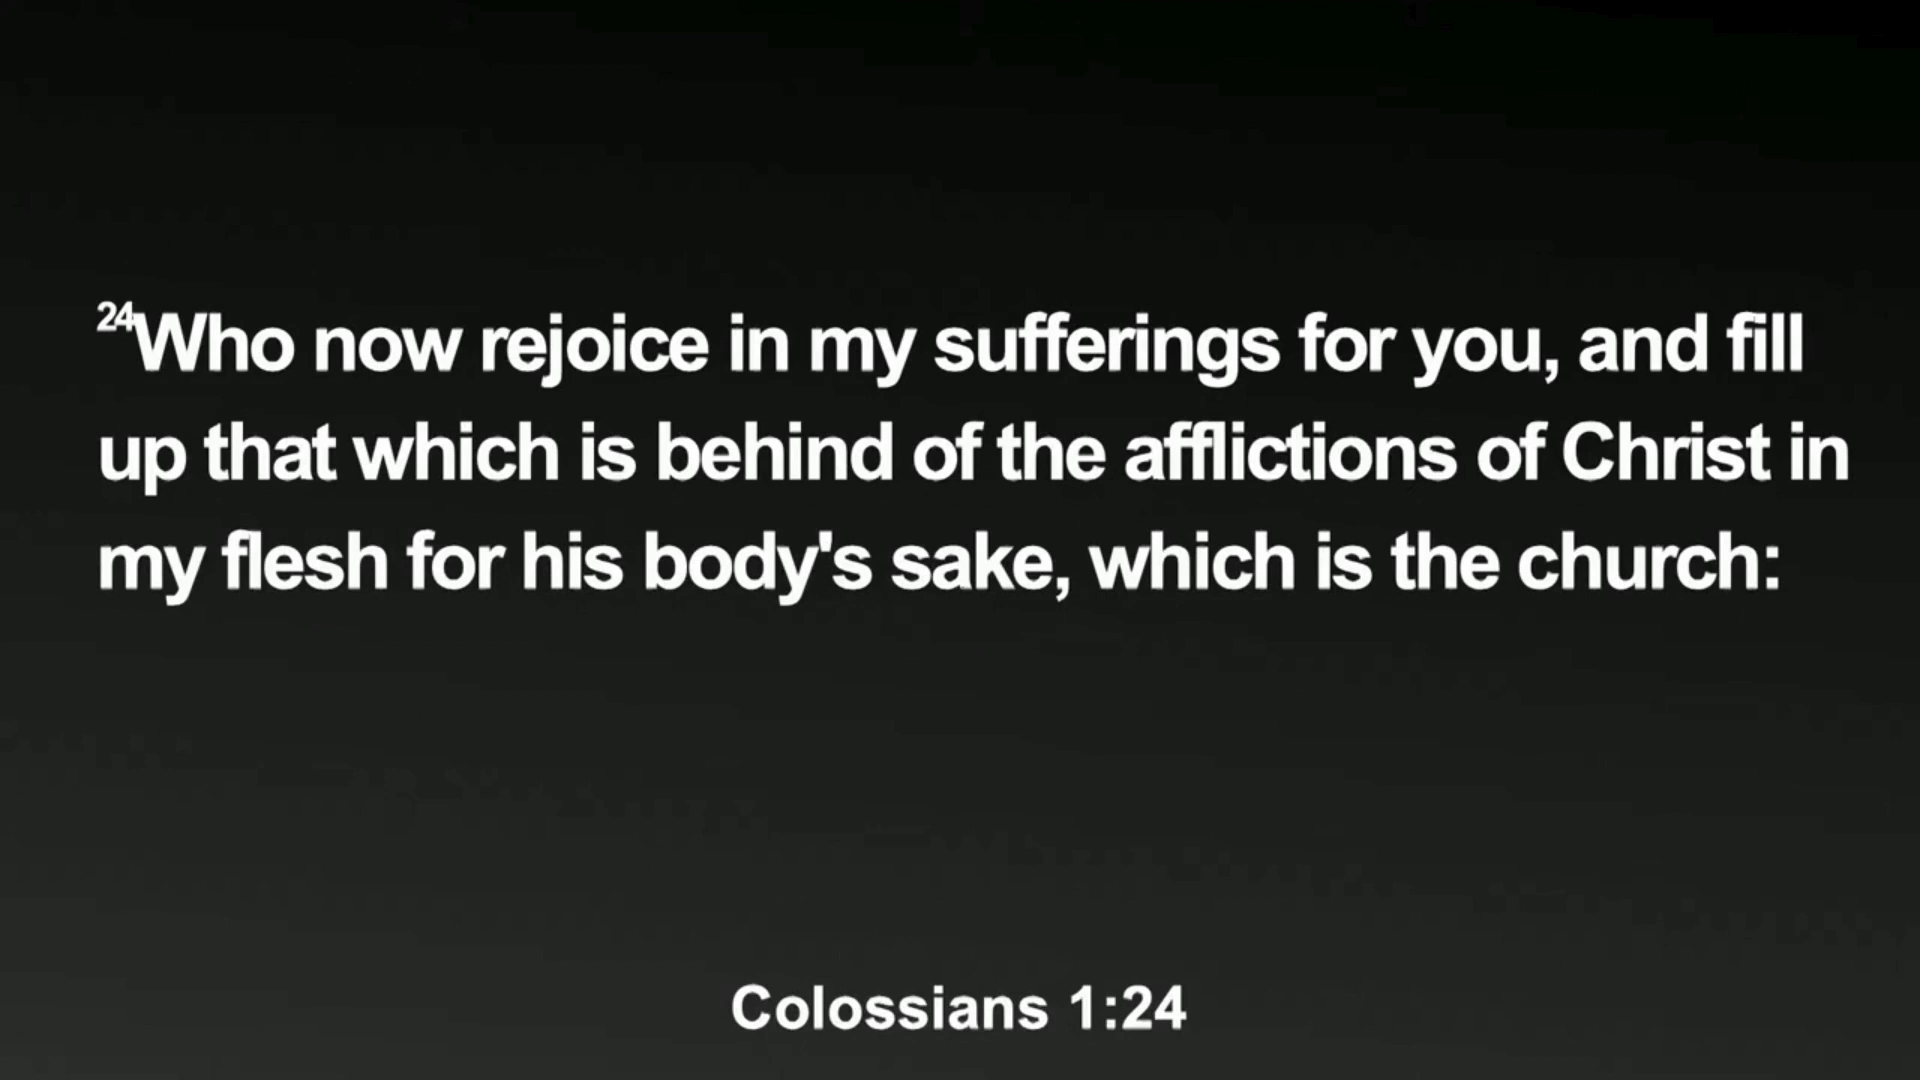 24Who now rejoice in my sufferings for you, and fill
up that which is behind of the afflictions of Christ in
my flesh for his body's sake, which is the church:
Colossians 1:24